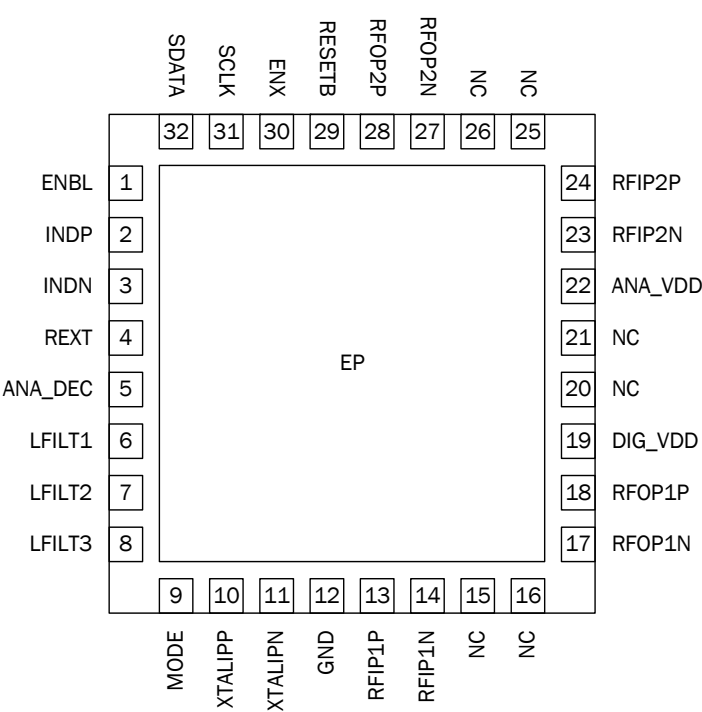 SDATA
SCLK
ENX
RESETB
RFOP2P
RFOP2N
NC
NC
32 31 30 29 28 27 26 25
ENBL 1
24 RFIP2P
INDP 2
23 RFIP2N
INDN 3
22 ANA_VDD
REXT 4
21 NC
EP
ANA_DEC 5
20 NC
LFILT1 6
19 DIG_VDD
LFILT2 7
18 RFOP1P
LFILT3 8
17 RFOP1N
9 10 11 12 13 14 15 16
MODE
XTALIPP
XTALIPN
GND
RFIP1P
RFIP1N
NC
NC